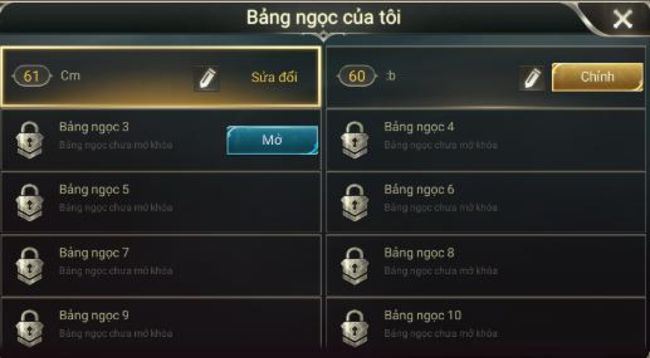 Bảng ngọc của tôi
61 Cm Sửa đổi
60 :b Chỉnh
Bảng ngọc 3
Bảng ngọc chưa mở khóa
Mở
Bảng ngọc 4
Bảng ngọc chưa mở khóa
Bảng ngọc 5
Bảng ngọc chưa mở khóa
Bảng ngọc 6
Bảng ngọc chưa mở khóa
Bảng ngọc 7
Bảng ngọc chưa mở khóa
Bảng ngọc 8
Bảng ngọc chưa mở khóa
Bảng ngọc 9
Bảng ngọc chưa mở khóa
Bảng ngọc 10
Bảng ngọc chưa mở khóa